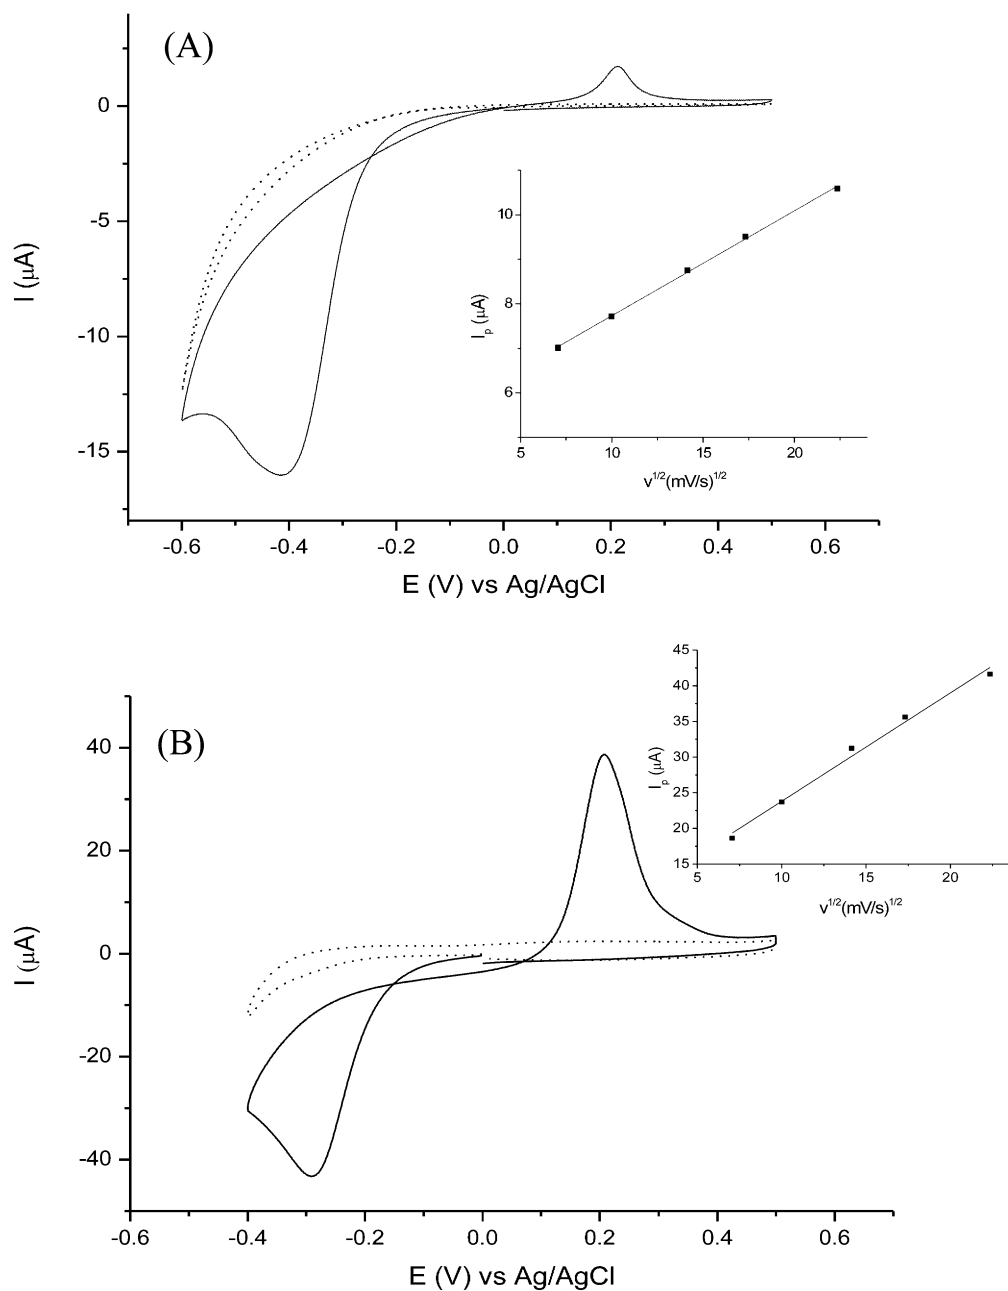 (A)
0
-5
-10
-15
I (μA)
-0.6 -0.4 -0.2 0.0 0.2 0.4 0.6
E (V) vs Ag/AgCl
10
8
6
I_p (μA)
5 10 15 20
v^1/2(mV/s)^1/2
(B)
40
20
0
-20
-40
I (μA)
-0.6 -0.4 -0.2 0.0 0.2 0.4 0.6
E (V) vs Ag/AgCl
45
40
35
30
25
20
15
I_p (μA)
5 10 15 20
v^1/2(mV/s)^1/2